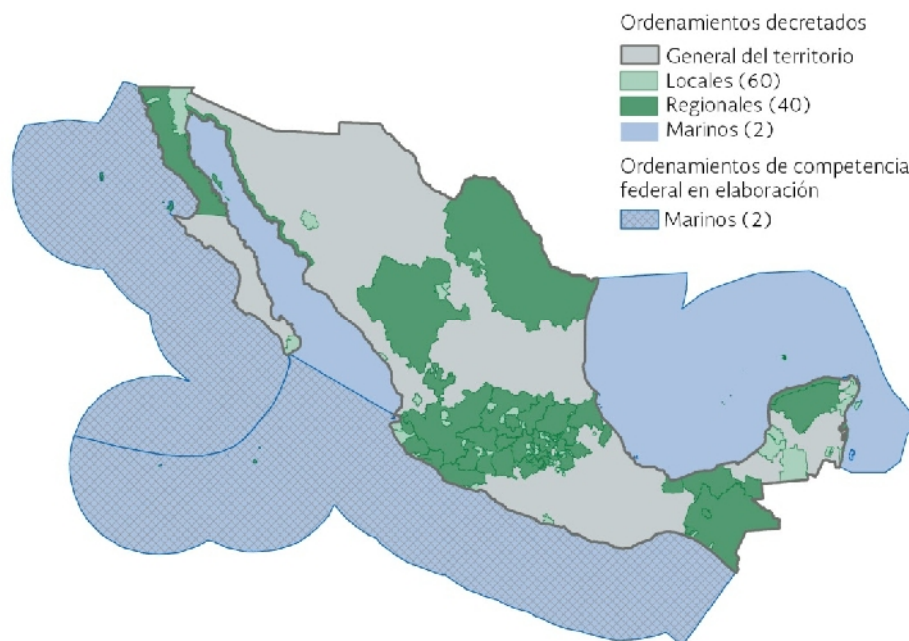 Ordenamientos decretados
General del territorio
Locales (60)
Regionales (40)
Marinos (2)
Ordenamientos de competencia
federal en elaboración
Marinos (2)